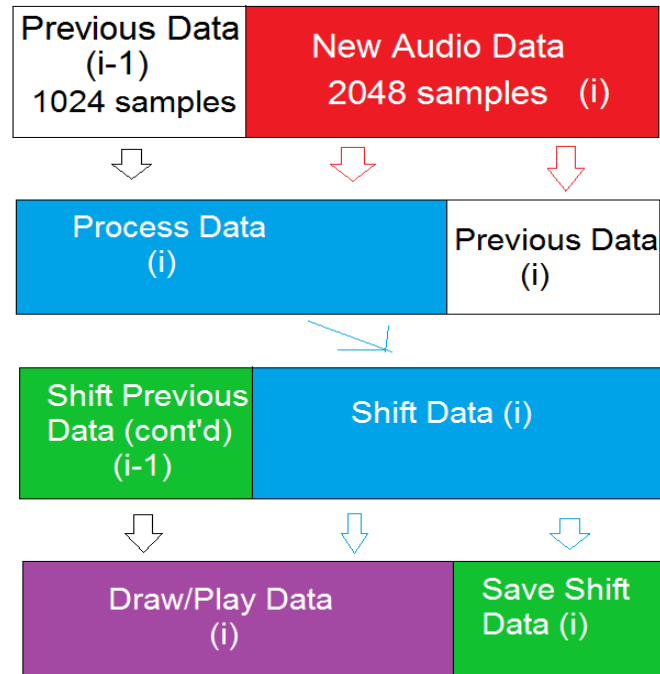 Previous Data
(i-1)
1024 samples
New Audio Data
2048 samples (i)
Process Data
(i)
Previous Data
(i)
Shift Previous
Data (cont'd)
(i-1)
Shift Data (i)
Draw/Play Data
(i)
Save Shift
Data (i)